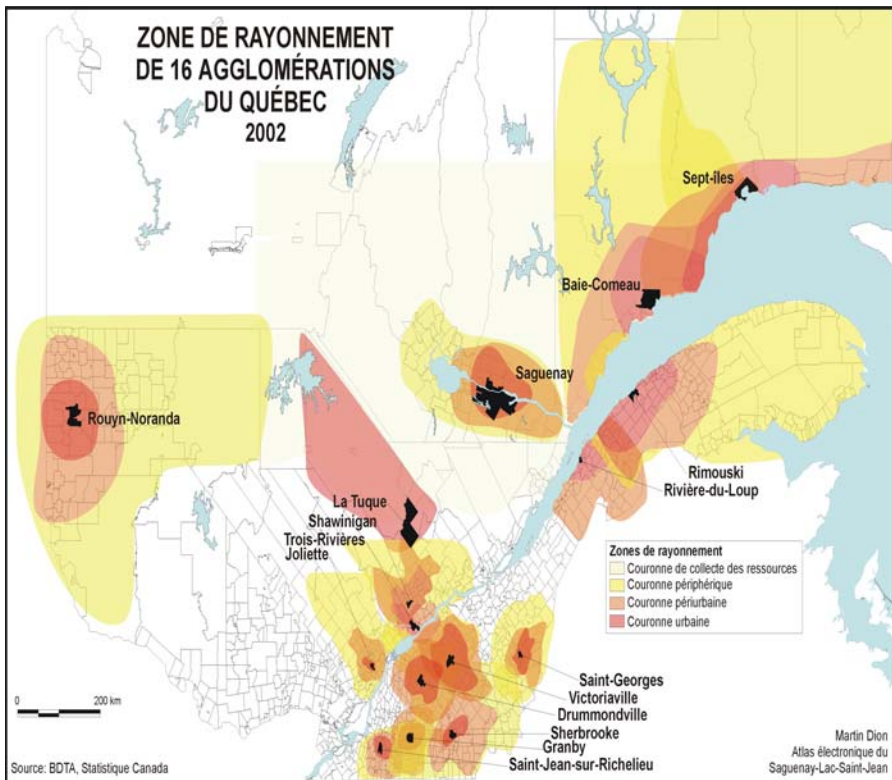 ZONE DE RAYONNEMENT
DE 16 AGGLOMÉRATIONS
DU QUÉBEC
2002
Sept-îles
Baie-Comeau
Saguenay
Rouyn-Noranda
Rimouski
Rivière-du-Loup
La Tuque
Shawinigan
Trois-Rivières
Joliette
Zones de rayonnement
Couronne de collecte des ressources
Couronne périphérique
Couronne périurbaine
Couronne urbaine
Saint-Georges
Victoriaville
Drummondville
Sherbrooke
Granby
Saint-Jean-sur-Richelieu
0 200 km
Source: BDTA, Statistique Canada
Martin Dion
Atlas électronique du
Saguenay-Lac-Saint-Jean